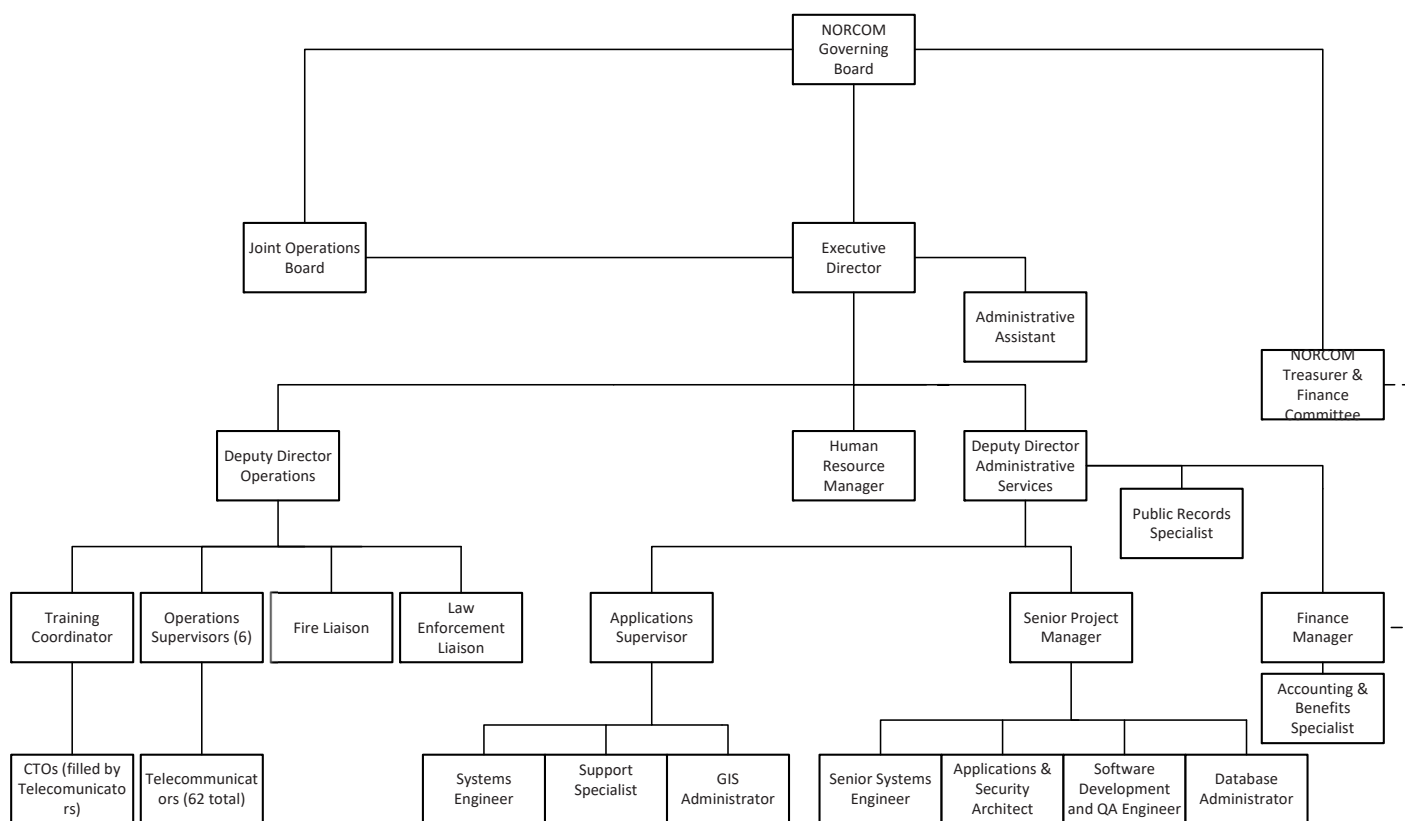 NORCOM
Governing
Board
Joint Operations
Board
Executive
Director
Administrative
Assistant
NORCOM
Treasurer &
Finance
Committee
Deputy Director
Operations
Human
Resource
Manager
Deputy Director
Administrative
Services
Public Records
Specialist
Training
Coordinator
Operations
Supervisors (6)
Fire Liaison
Law
Enforcement
Liaison
Applications
Supervisor
Senior Project
Manager
Finance
Manager
Accounting &
Benefits
Specialist
CTOs (filled by
Telecomunicato
rs)
Telecommunicat
ors (62 total)
Systems
Engineer
Support
Specialist
GIS
Administrator
Senior Systems
Engineer
Applications &
Security
Architect
Software
Development
and QA Engineer
Database
Administrator